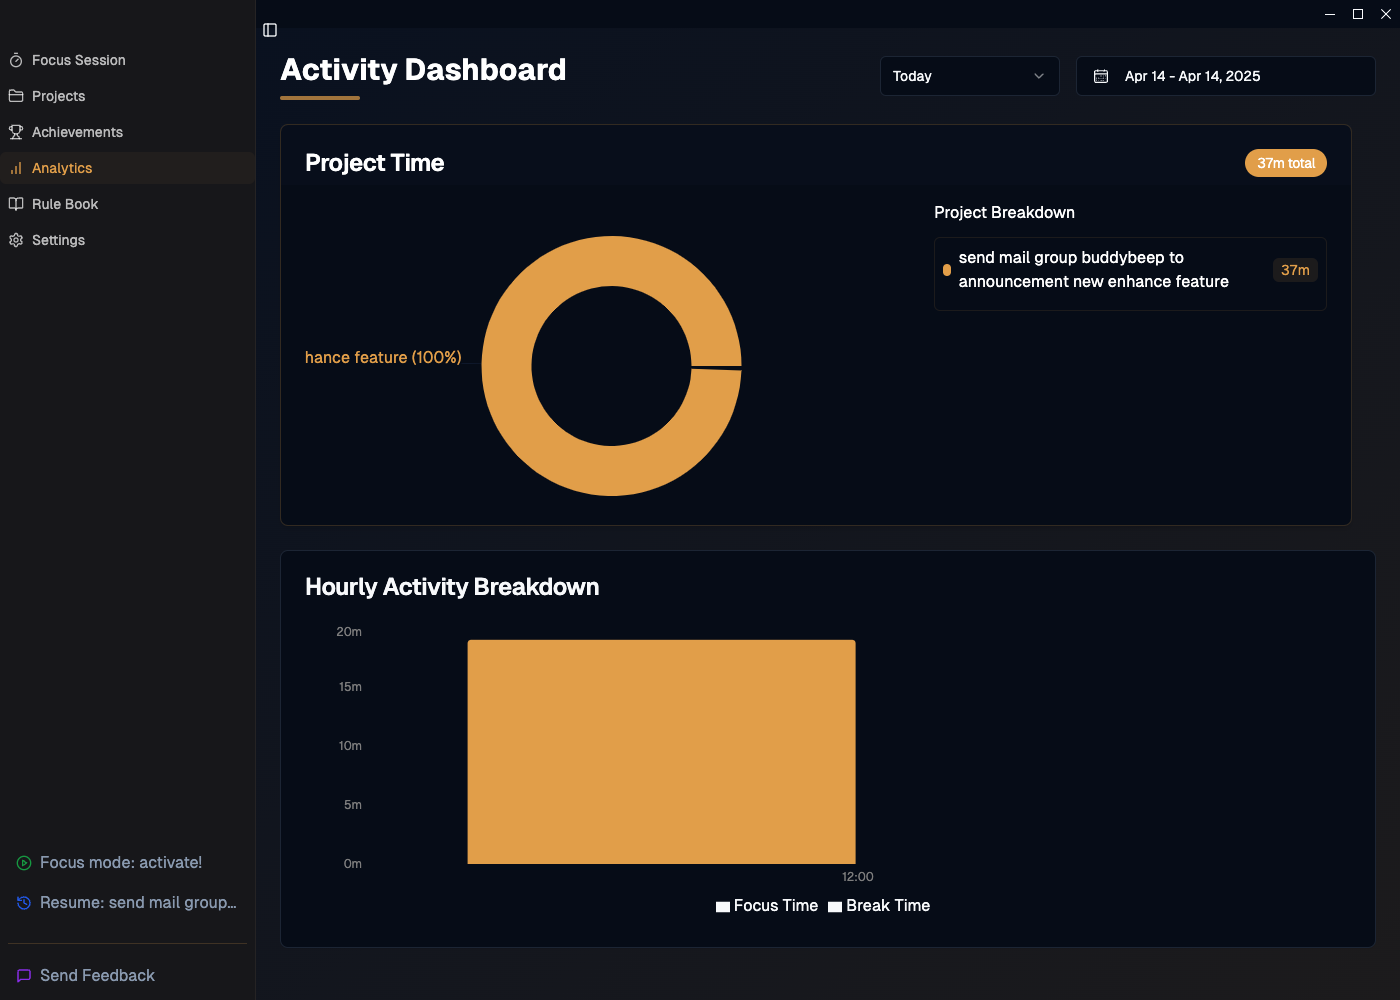 Focus Session
Projects
Achievements
Analytics
Rule Book
Settings
Focus mode: activate!
Resume: send mail group...
Send Feedback
Activity Dashboard
Today
Apr 14 - Apr 14, 2025
Project Time
37m total
hance feature (100%)
Project Breakdown
send mail group buddybeep to
announcement new enhance feature
37m
Hourly Activity Breakdown
20m
15m
10m
5m
0m
12:00
Focus Time
Break Time